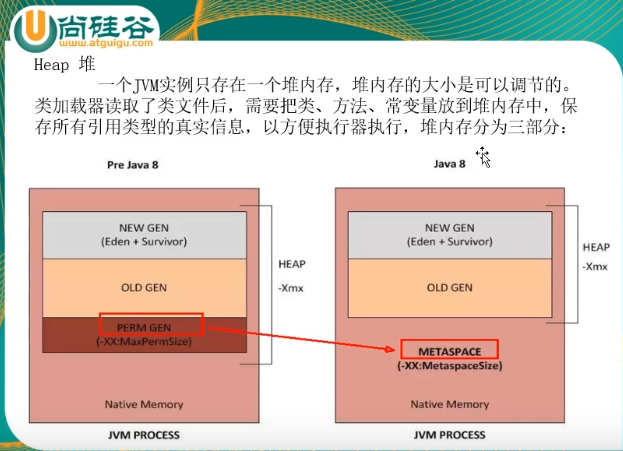 尚硅谷
www.atguigu.com
Heap 堆
一个JVM实例只存在一个堆内存，堆内存的大小是可以调节的。
类加载器读取了类文件后，需要把类、方法、常变量放到堆内存中，保
存所有引用类型的真实信息，以方便执行器执行，堆内存分为三部分：
Pre Java 8
NEW GEN
(Eden + Survivor)
OLD GEN
PERM GEN
(-XX:MaxPermSize)
HEAP
-Xmx
Native Memory
JVM PROCESS
Java 8
NEW GEN
(Eden + Survivor)
OLD GEN
HEAP
-Xmx
METASPACE
(-XX:MetaspaceSize)
Native Memory
JVM PROCESS